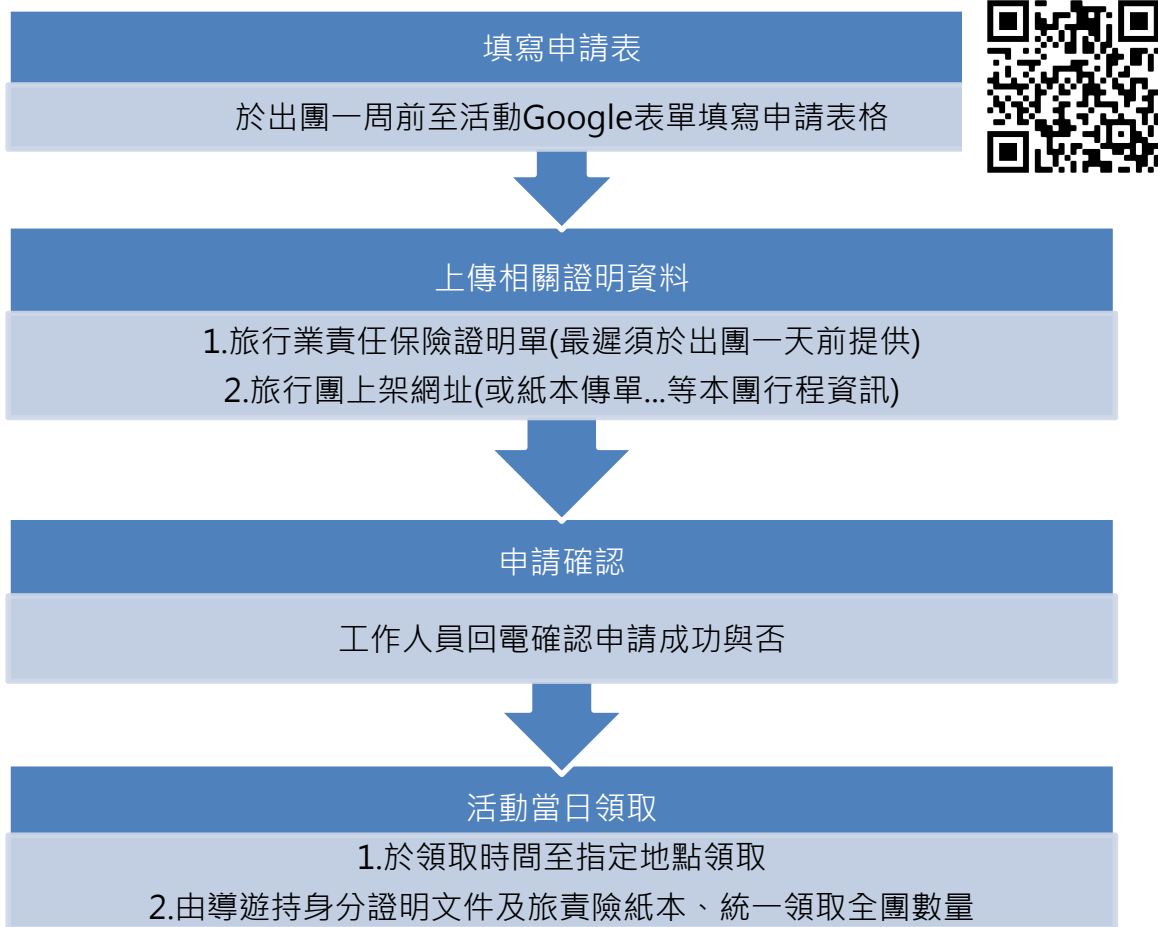 填寫申請表
於出團一周前至活動Google表單填寫申請表格
上傳相關證明資料
1.旅行業責任保險證明單(最遲須於出團一天前提供)
2.旅行團上架網址(或紙本傳單...等本團行程資訊)
申請確認
工作人員回電確認申請成功與否
活動當日領取
1.於領取時間至指定地點領取
2.由導遊持身分證明文件及旅責險紙本、統一領取全團數量